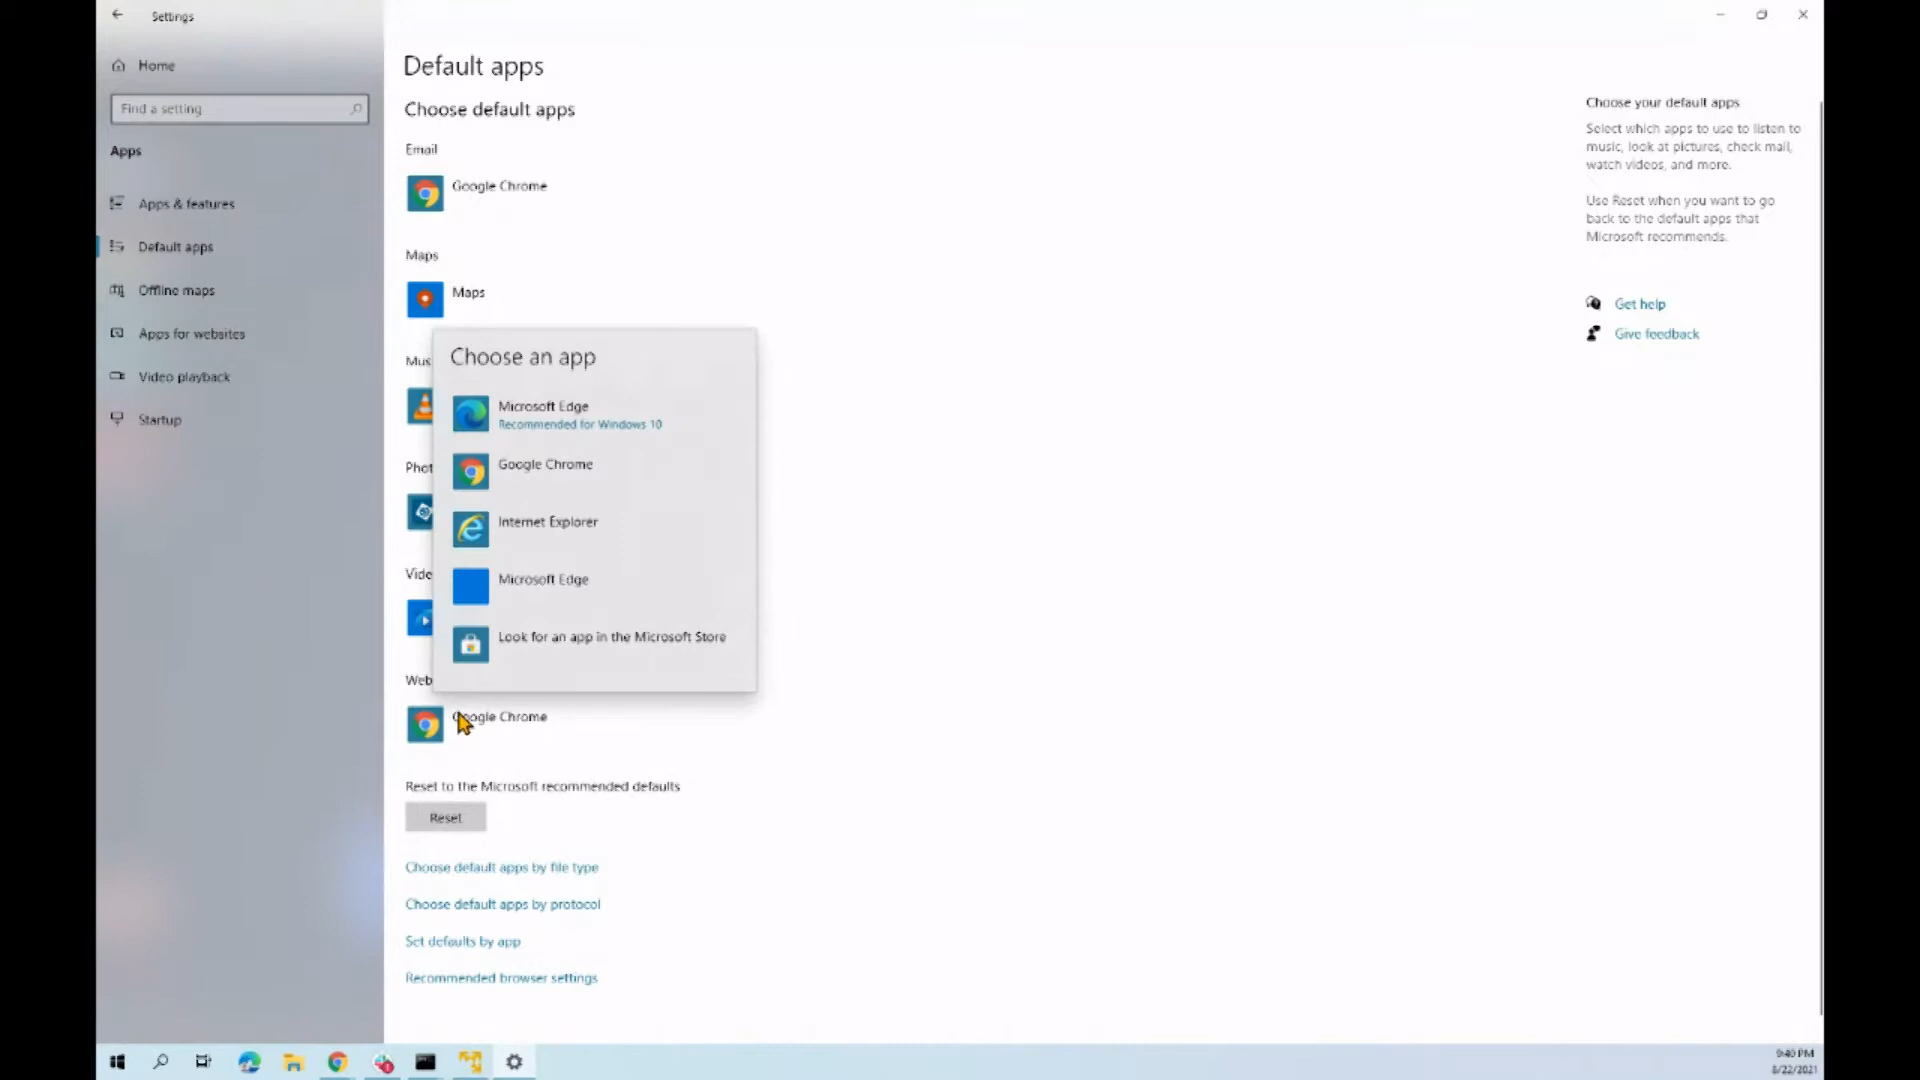 Settings
Home
Find a setting
Apps
Apps & features
Default apps
Offline maps
Apps for websites
Video playback
Startup
Default apps
Choose default apps
Email
Google Chrome
Maps
Maps
Mus
Phot
Vide
Web
Choose an app
Microsoft Edge
Recommended for Windows 10
Google Chrome
Internet Explorer
Microsoft Edge
Look for an app in the Microsoft Store
Google Chrome
Reset to the Microsoft recommended defaults
Reset
Choose default apps by file type
Choose default apps by protocol
Set defaults by app
Recommended browser settings
Choose your default apps
Select which apps to use to listen to
music, look at pictures, check mail,
watch videos, and more.
Use Reset when you want to go
back to the default apps that
Microsoft recommends.
Get help
Give feedback
9:40 PM
8/22/2021